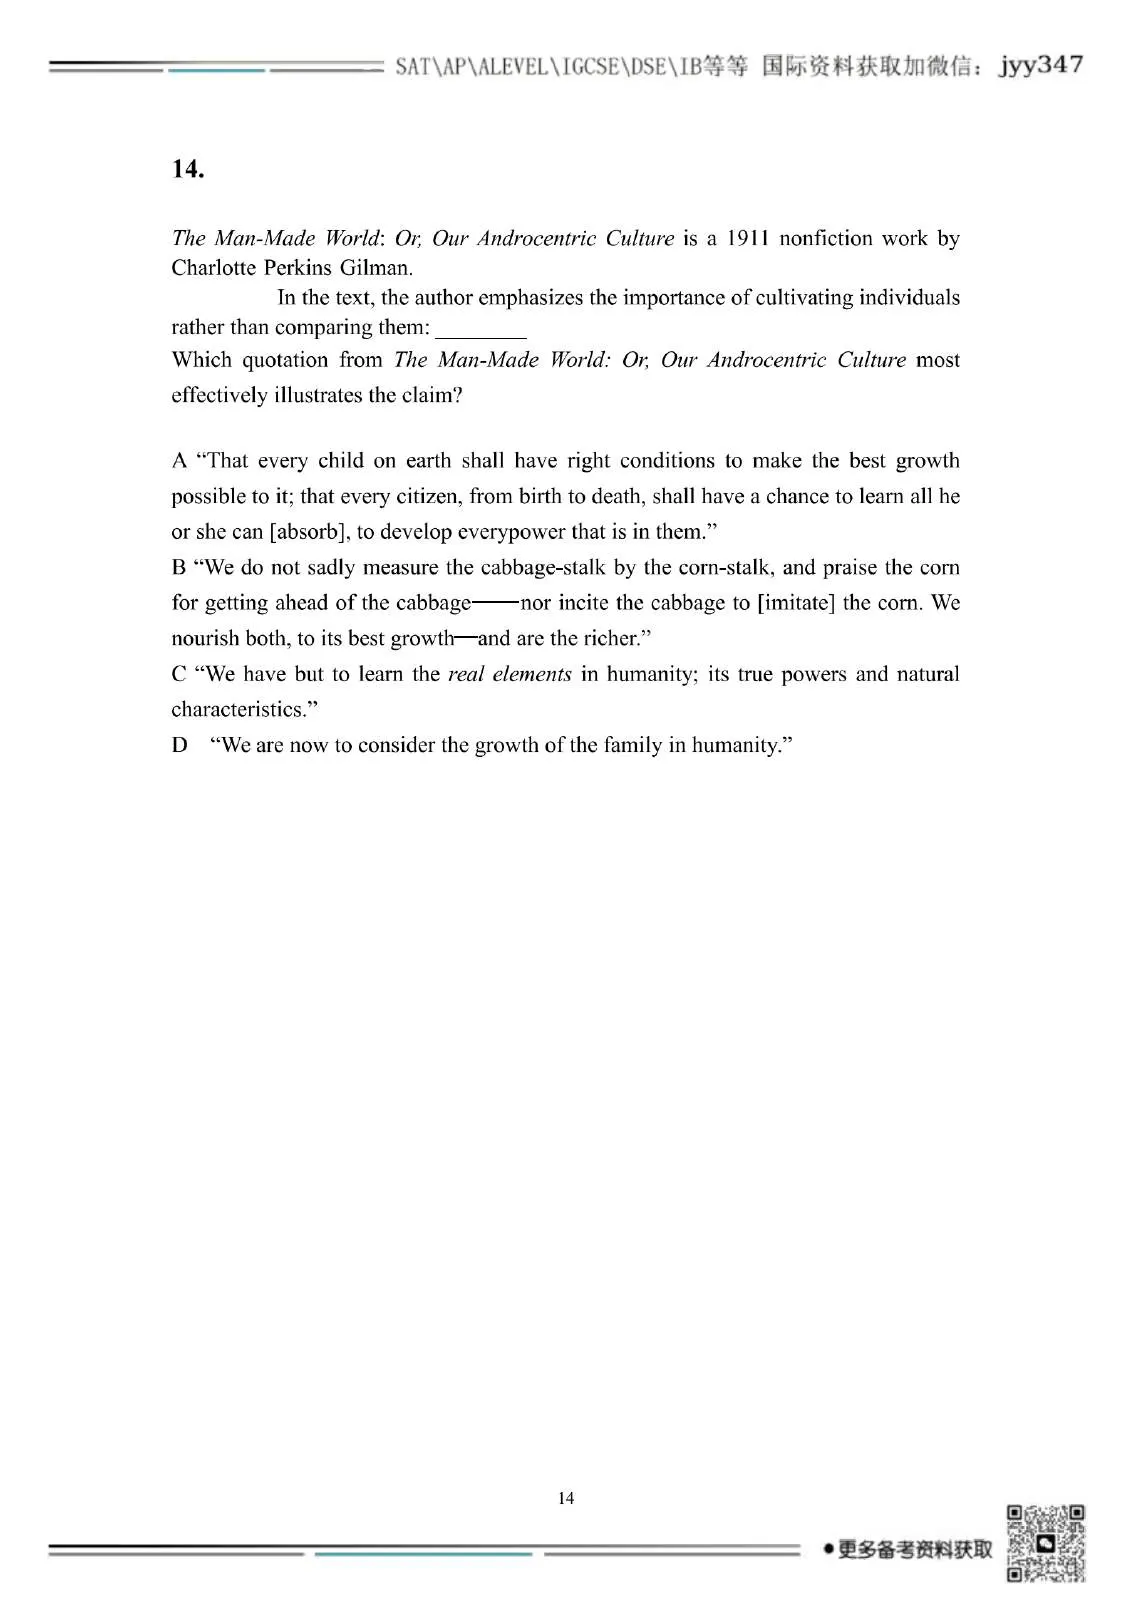 SAT\AP\ALEVEL\IGCSE\DSE\IB等等 国际资料获取加微信：jyy347
14.
The Man-Made World: Or, Our Androcentric Culture is a 1911 nonfiction work by
Charlotte Perkins Gilman.
In the text, the author emphasizes the importance of cultivating individuals
rather than comparing them: ________
Which quotation from The Man-Made World: Or, Our Androcentric Culture most
effectively illustrates the claim?
A “That every child on earth shall have right conditions to make the best growth
possible to it; that every citizen, from birth to death, shall have a chance to learn all he
or she can [absorb], to develop everypower that is in them.”
B “We do not sadly measure the cabbage-stalk by the corn-stalk, and praise the corn
for getting ahead of the cabbage——nor incite the cabbage to [imitate] the corn. We
nourish both, to its best growth—and are the richer.”
C “We have but to learn the real elements in humanity; its true powers and natural
characteristics.”
D “We are now to consider the growth of the family in humanity.”
14
●更多备考资料获取